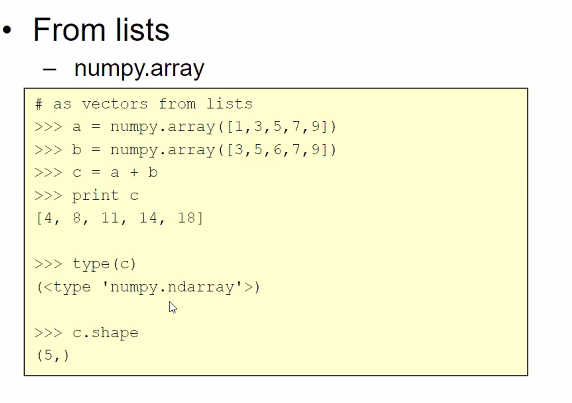 • From lists
– numpy.array
# as vectors from lists
>>> a = numpy.array([1,3,5,7,9])
>>> b = numpy.array([3,5,6,7,9])
>>> c = a + b
>>> print c
[4, 8, 11, 14, 18]
>>> type(c)
(<type 'numpy.ndarray'>)
>>> c.shape
(5,)